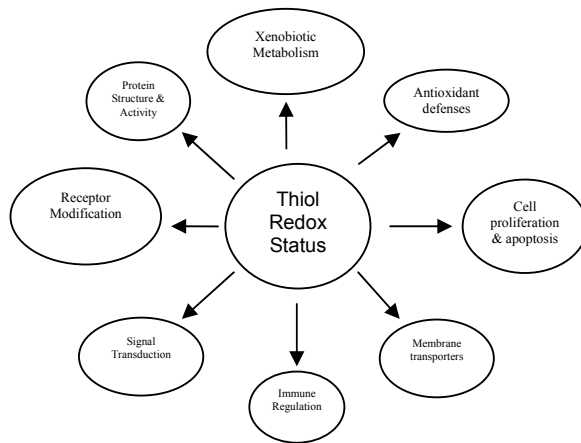 Xenobiotic
Metabolism
Protein
Structure &
Activity
Antioxidant
defenses
Receptor
Modification
Thiol
Redox
Status
Cell
proliferation
& apoptosis
Signal
Transduction
Membrane
transporters
Immune
Regulation